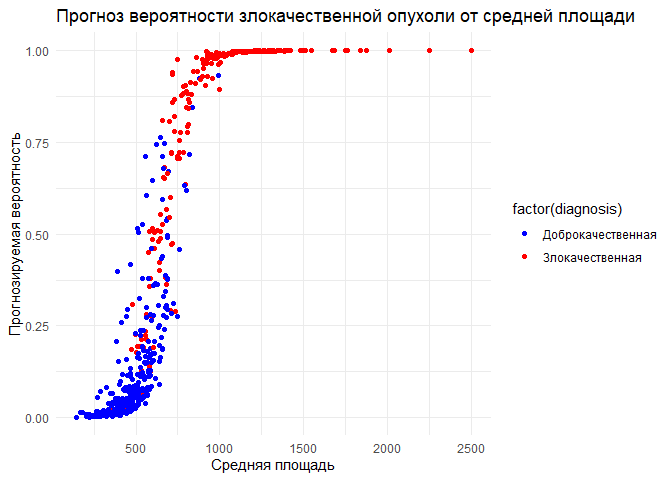 Прогноз вероятности злокачественной опухоли от средней площади
Прогнозируемая вероятность
1.00
0.75
0.50
0.25
0.00
500
1000
1500
2000
2500
Средняя площадь
factor(diagnosis)
Доброкачественная
Злокачественная